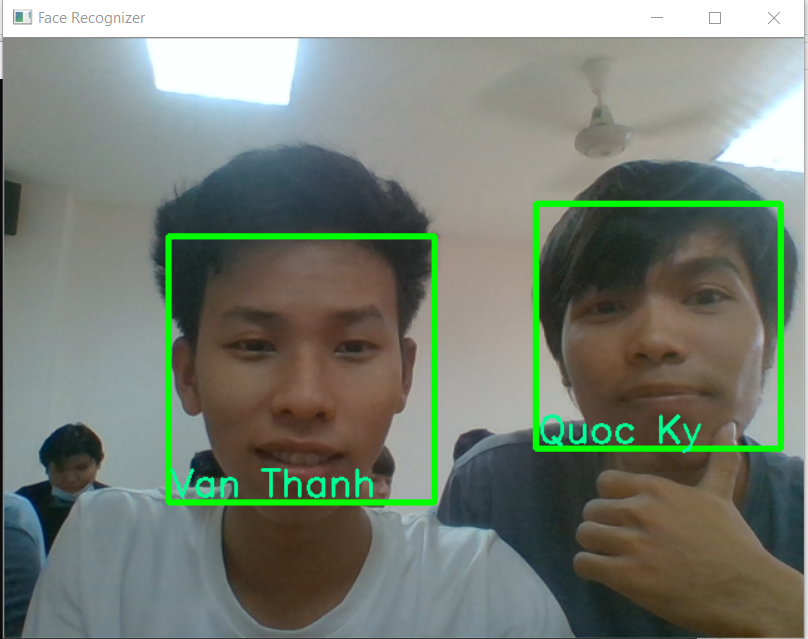 Face Recognizer
Van Thanh
Quoc Ky